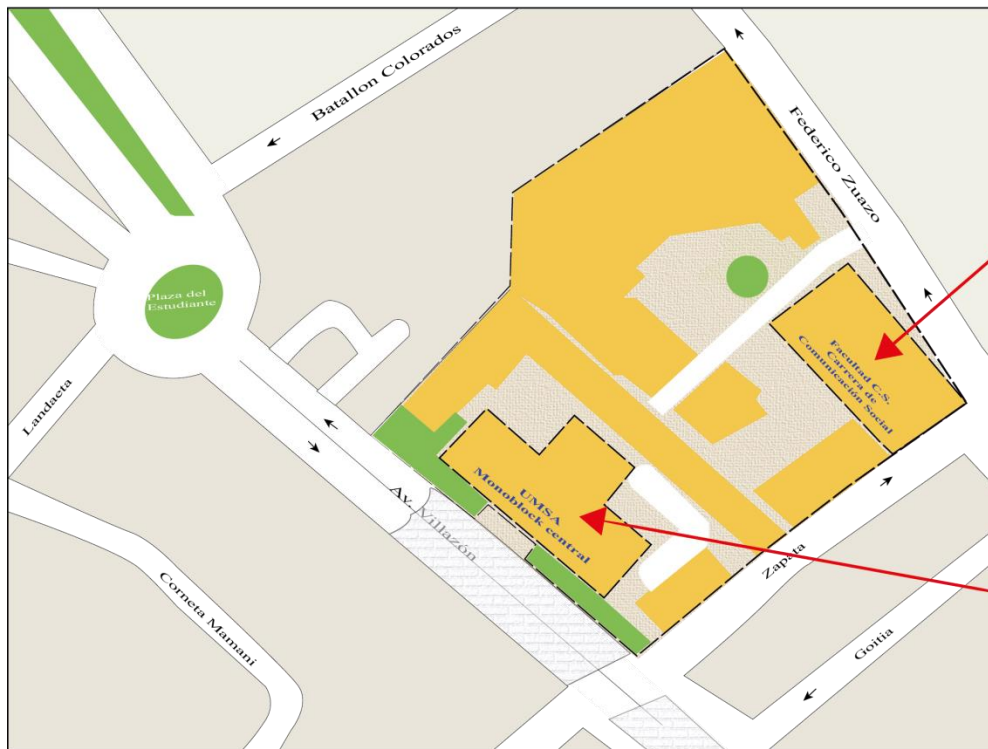 Batallon Colorados
Federico Zuazo
Plaza del
Estudiante
Facultad C.S.
Carrera de
Comunicación Social
Landaeta
UMSA
Monoblock central
Av. Villazón
Zapata
Corneta Mamani
Goitia